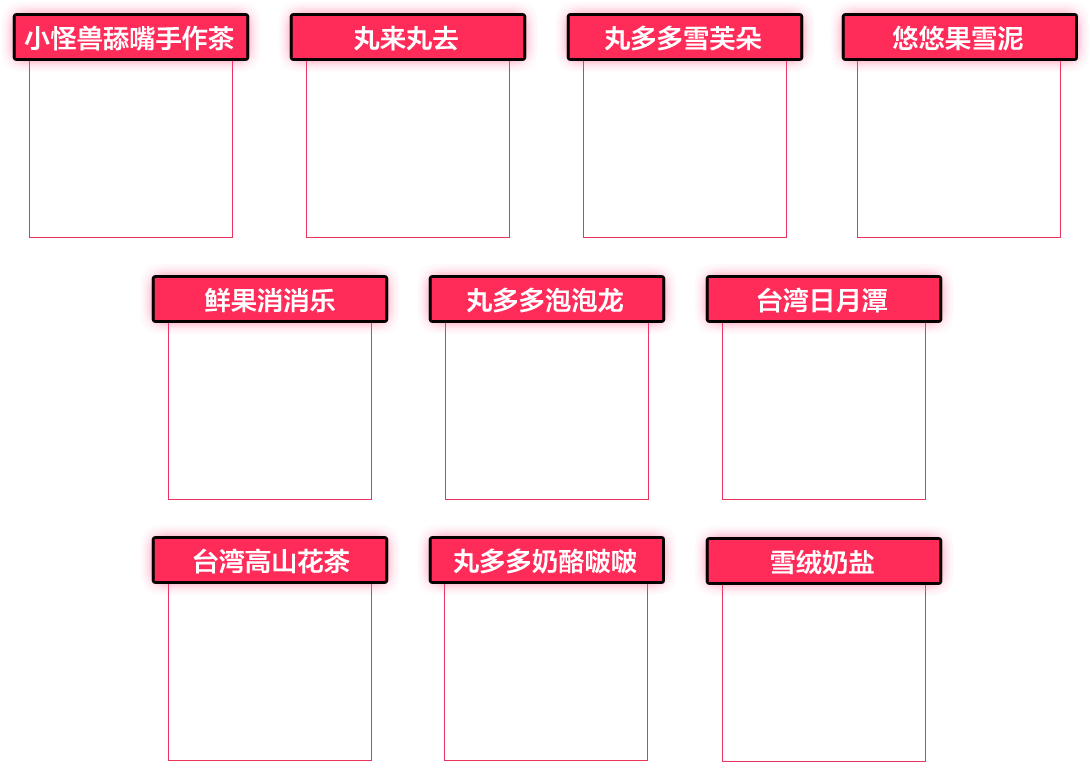 小怪兽舔嘴手作茶
丸来丸去
丸多多雪芙朵
悠悠果雪泥
鲜果消消乐
丸多多泡泡龙
台湾日月潭
台湾高山花茶
丸多多奶酪啵啵
雪绒奶盐